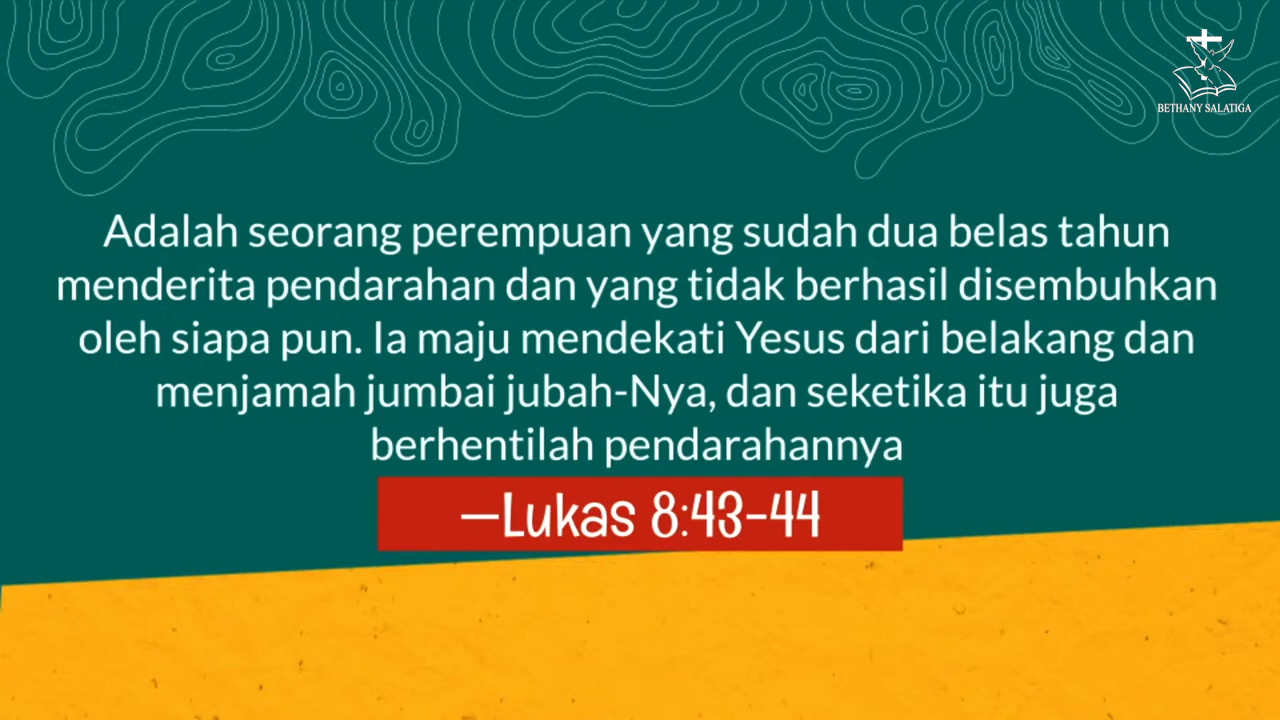 BETHANY SALATIGA
Adalah seorang perempuan yang sudah dua belas tahun
menderita pendarahan dan yang tidak berhasil disembuhkan
oleh siapa pun. Ia maju mendekati Yesus dari belakang dan
menjamah jumbai jubah-Nya, dan seketika itu juga
berhentilah pendarahannya
—Lukas 8:43-44